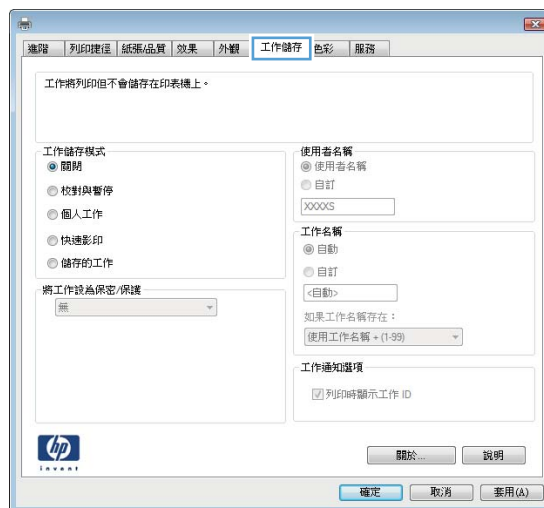 進階 列印捷徑 紙張/品質 效果 外觀 工作儲存 色彩 服務
工作將列印但不會儲存在印表機上。
工作儲存模式
關閉
校對與暫停
個人工作
快速影印
儲存的工作
將工作設為保密/保護
無
使用者名稱
使用者名稱
自訂
XXXXS
工作名稱
自動
自訂
<自動>
如果工作名稱存在：
使用工作名稱 + (1-99)
工作通知選項
列印時顯示工作 ID
hp
invent
關於... 說明
確定 取消 套用(A)